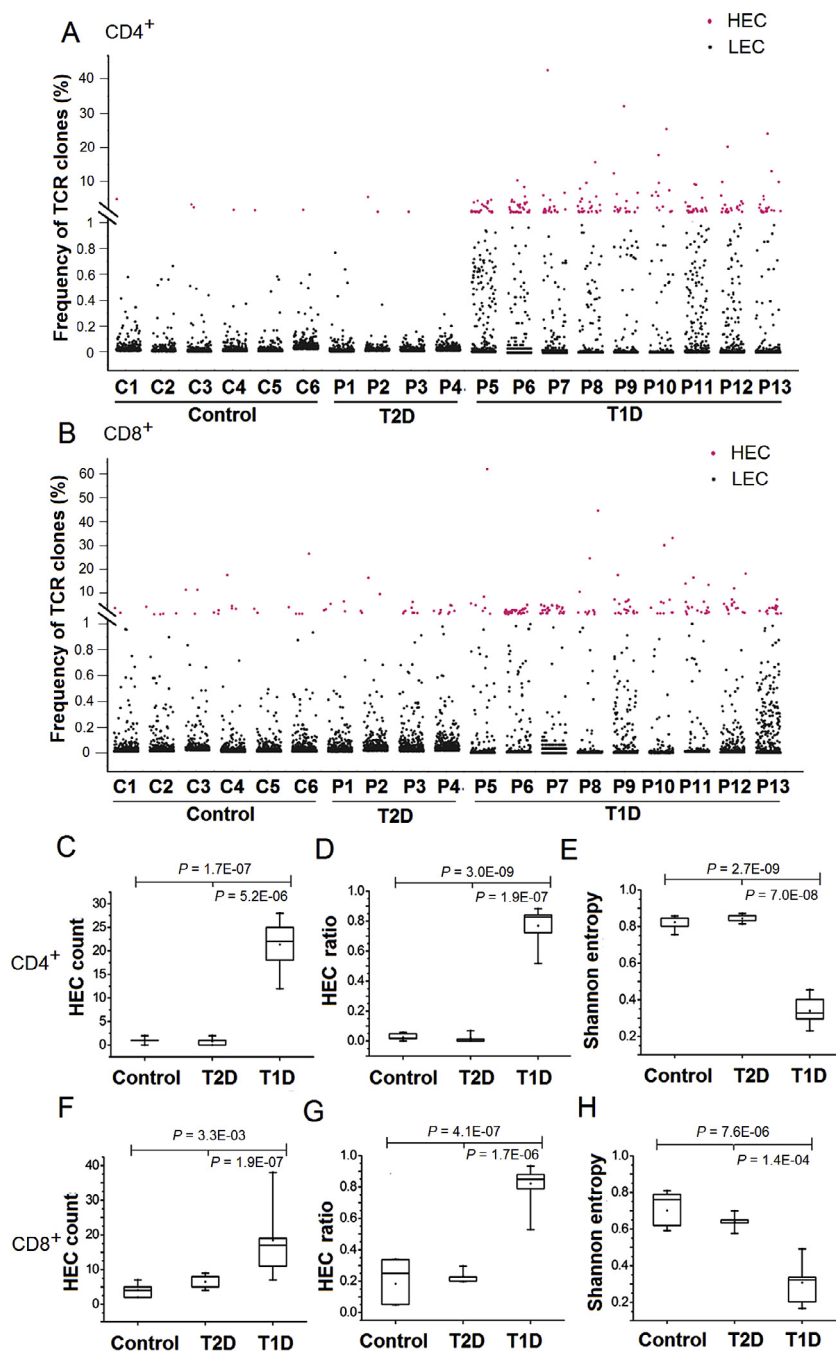 A CD4+
HEC
LEC
Frequency of TCR clones (%)
40
30
20
10
1
0.8
0.6
0.4
0.2
0
C1 C2 C3 C4 C5 C6 P1 P2 P3 P4 P5 P6 P7 P8 P9 P10 P11 P12 P13
Control T2D T1D
B CD8+
HEC
LEC
Frequency of TCR clones (%)
60
50
40
30
20
10
1
0.8
0.6
0.4
0.2
0
C1 C2 C3 C4 C5 C6 P1 P2 P3 P4 P5 P6 P7 P8 P9 P10 P11 P12 P13
Control T2D T1D
CD4+
C
P = 1.7E-07
P = 5.2E-06
HEC count
30
25
20
15
10
5
0
Control T2D T1D
D
P = 3.0E-09
P = 1.9E-07
HEC ratio
1.0
0.8
0.6
0.4
0.2
0.0
Control T2D T1D
E
P = 2.7E-09
P = 7.0E-08
Shannon entropy
1.0
0.8
0.6
0.4
0.2
Control T2D T1D
CD8+
F
P = 3.3E-03
P = 1.9E-07
HEC count
40
30
20
10
0
Control T2D T1D
G
P = 4.1E-07
P = 1.7E-06
HEC ratio
1.0
0.8
0.6
0.4
0.2
0.0
Control T2D T1D
H
P = 7.6E-06
P = 1.4E-04
Shannon entropy
1.0
0.8
0.6
0.4
0.2
Control T2D T1D